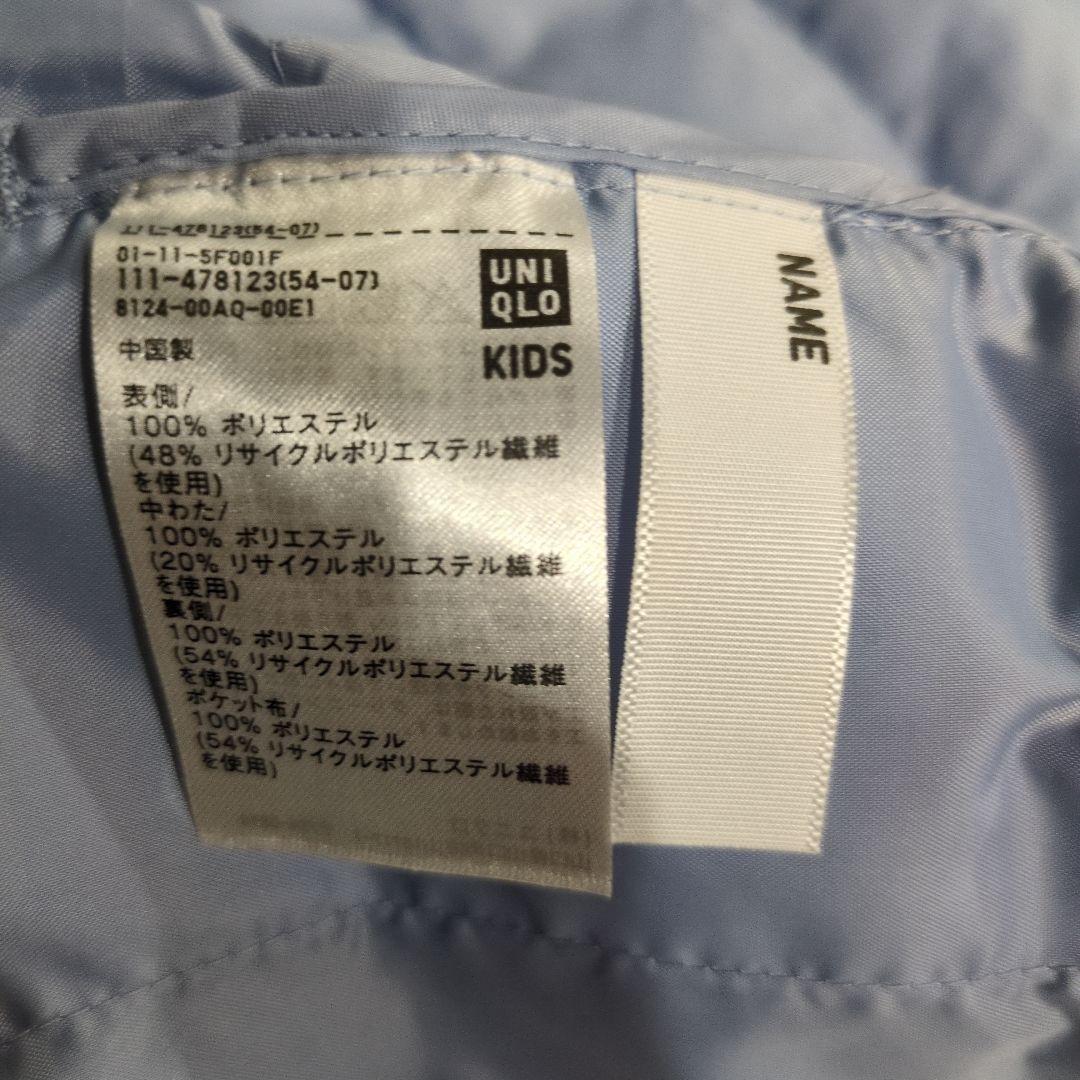 111-478123(54-07)
01-11-5F001F
111-478123(54-07)
8124-00AQ-00E1
UNI
QLO
KIDS
中国製
表側/
100% ポリエステル
(48% リサイクルポリエステル繊維
を使用)
中わた/
100% ポリエステル
(20% リサイクルポリエステル繊維
を使用)
裏側/
100% ポリエステル
(54% リサイクルポリエステル繊維
を使用)
ポケット布/
100% ポリエステル
(54% リサイクルポリエステル繊維
を使用)
NAME